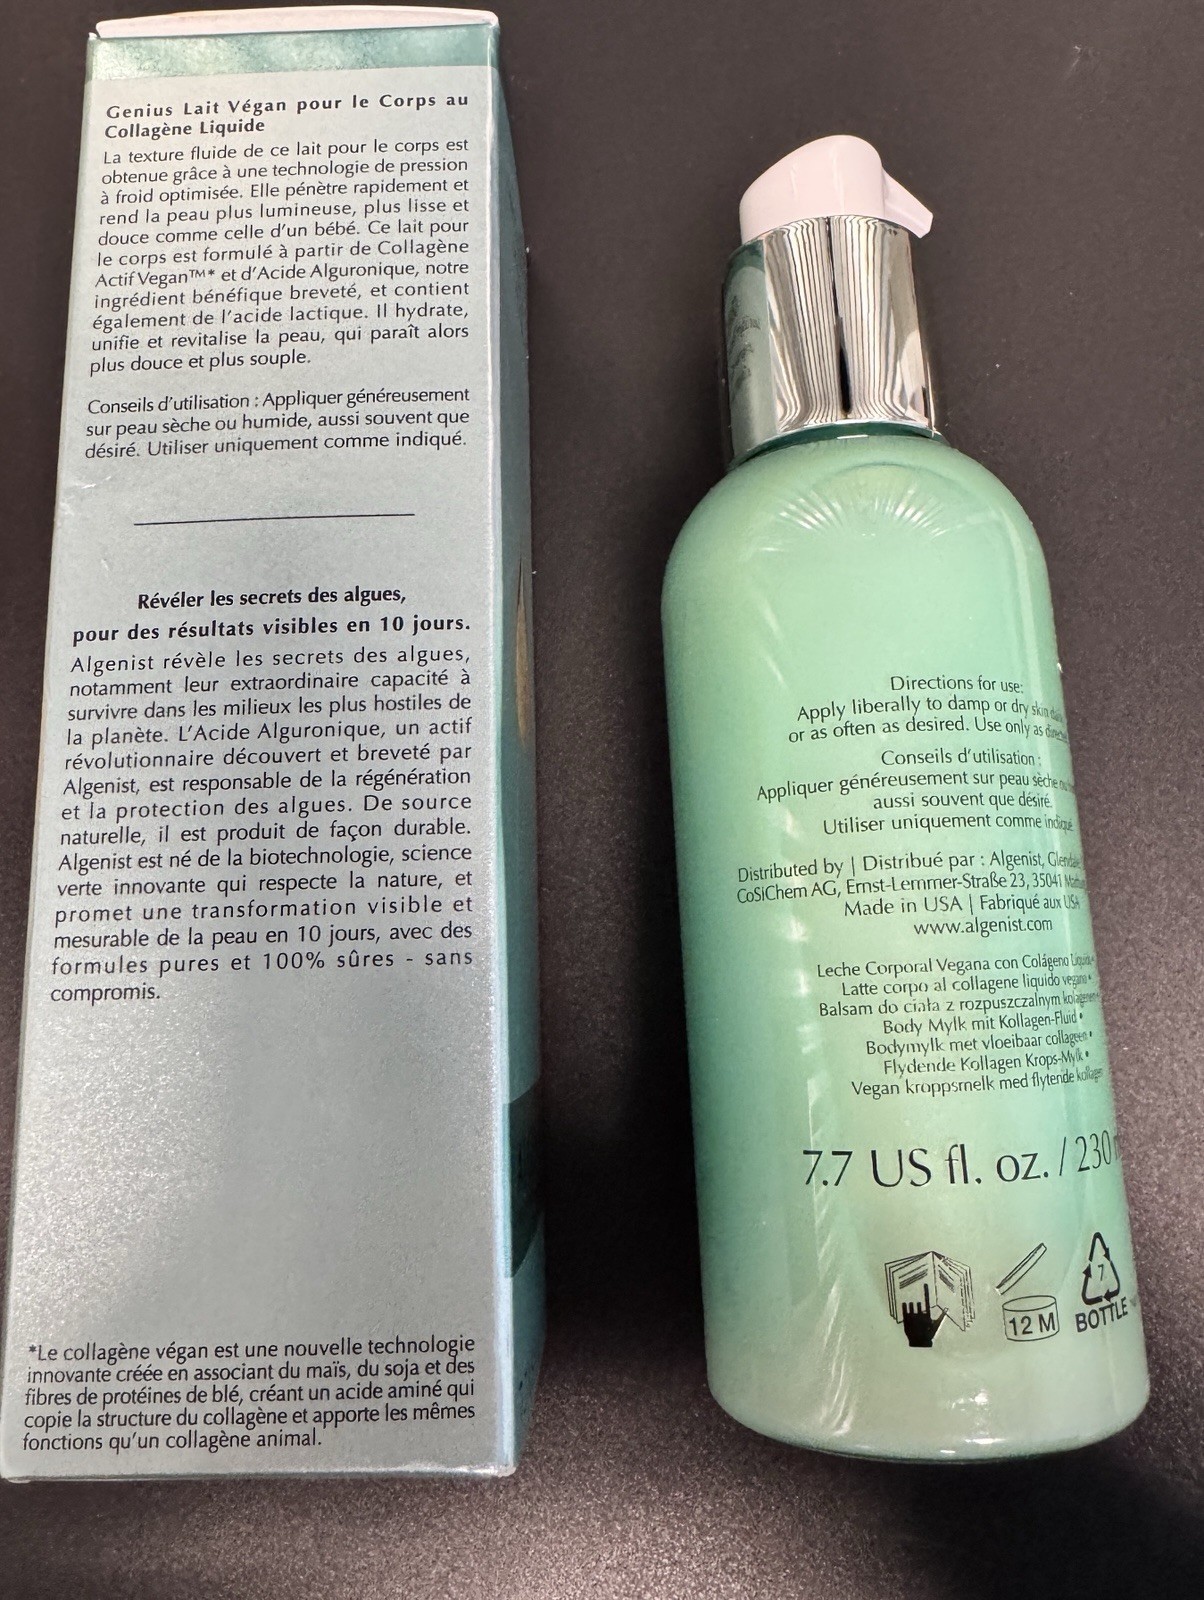 Genius Lait Végan pour le Corps au
Collagène Liquide
La texture fluide de ce lait pour le corps est
obtenue grâce à une technologie de pression
à froid optimisée. Elle pénètre rapidement et
rend la peau plus lumineuse, plus lisse et
douce comme celle d'un bébé. Ce lait pour
le corps est formulé à partir de Collagène
Actif Vegan™* et d'Acide Alguronique, notre
ingrédient bénéfique breveté, et contient
également de l'acide lactique. Il hydrate,
unifie et revitalise la peau, qui paraît alors
plus douce et plus souple.
Conseils d'utilisation : Appliquer généreusement
sur peau sèche ou humide, aussi souvent que
désiré. Utiliser uniquement comme indiqué.
Révéler les secrets des algues,
pour des résultats visibles en 10 jours.
Algenist révèle les secrets des algues,
notamment leur extraordinaire capacité à
survivre dans les milieux les plus hostiles de
la planète. L'Acide Alguronique, un actif
révolutionnaire découvert et breveté par
Algenist, est responsable de la régénération
et la protection des algues. De source
naturelle, il est produit de façon durable.
Algenist est né de la biotechnologie, science
verte innovante qui respecte la nature, et
promet une transformation visible et
mesurable de la peau en 10 jours, avec des
formules pures et 100% sûres - sans
compromis.
*Le collagène végan est une nouvelle technologie
innovante créée en associant du maïs, du soja et des
fibres de protéines de blé, créant un acide aminé qui
copie la structure du collagène et apporte les mêmes
fonctions qu'un collagène animal.
Directions for use:
Apply liberally to damp or dry skin
or as often as desired. Use only as
Conseils d'utilisation :
Appliquer généreusement sur peau sèche
aussi souvent que désiré.
Utiliser uniquement comme indiqué.
Distributed by | Distribué par : Algenist,
CoSiChem AG, Ernst-Lemmer-Straße 23, 35041
Made in USA | Fabriqué aux USA
www.algenist.com
Leche Corporal Vegana con Colágeno
Latte corpo al collagene liquido vegano •
Balsam do ciała z rozpuszczalnym
Body Mylk mit Kollagen-Fluid •
Bodymylk met vloeibaar collageen •
Flydende Kollagen Krops-Mylk •
Vegan kroppsmelk med flytende kollagen
7.7 US fl. oz. / 230
12 M
7
BOTTLE